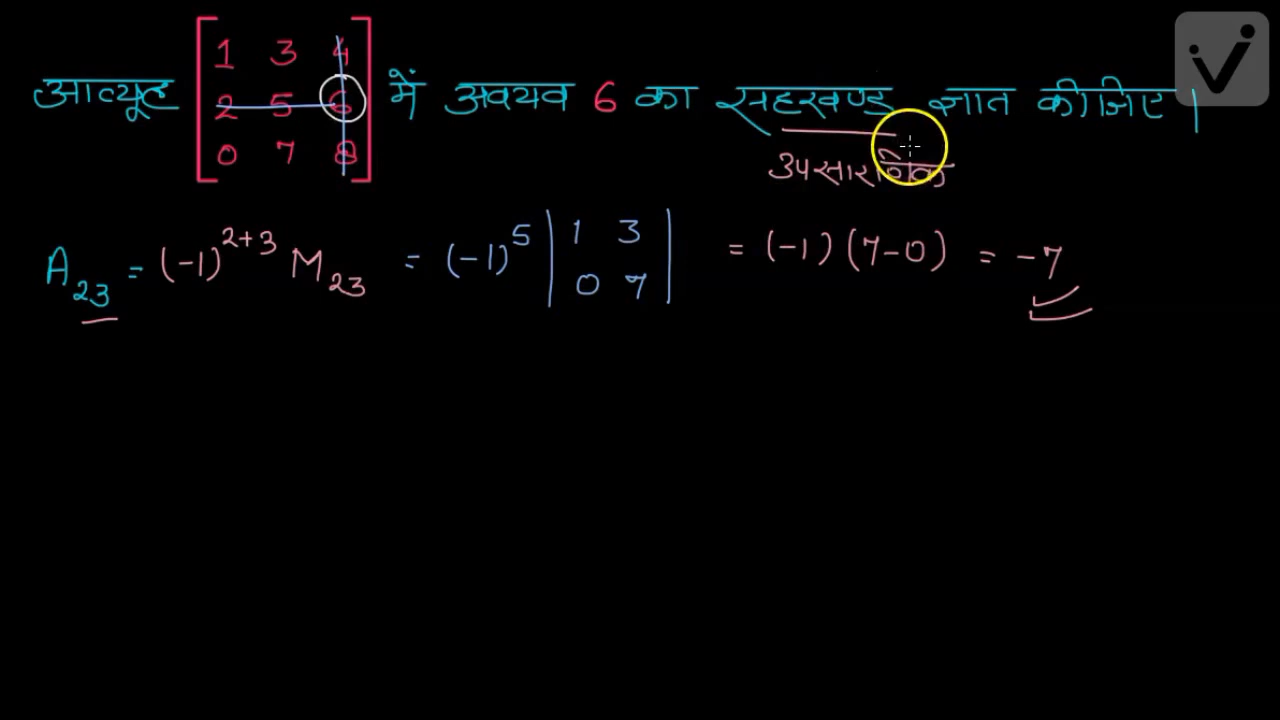 आव्यूह [1 3 4
2 5 6
0 7 8] में अवयव 6 का सहखण्ड ज्ञात कीजिए।
उपसारणिक
A₂₃ = (-1)²⁺³ M₂₃ = (-1)⁵ |1 3
0 7| = (-1) (7-0) = -7